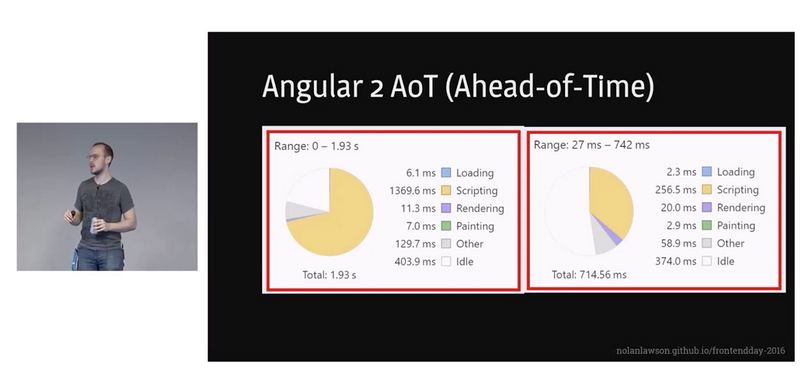 Angular 2 AoT (Ahead-of-Time)
Range: 0 – 1.93 s
6.1 ms Loading
1369.6 ms Scripting
11.3 ms Rendering
7.0 ms Painting
129.7 ms Other
403.9 ms Idle
Total: 1.93 s
Range: 27 ms – 742 ms
2.3 ms Loading
256.5 ms Scripting
20.0 ms Rendering
2.9 ms Painting
58.9 ms Other
374.0 ms Idle
Total: 714.56 ms
nolanlawson.github.io/frontendday-2016